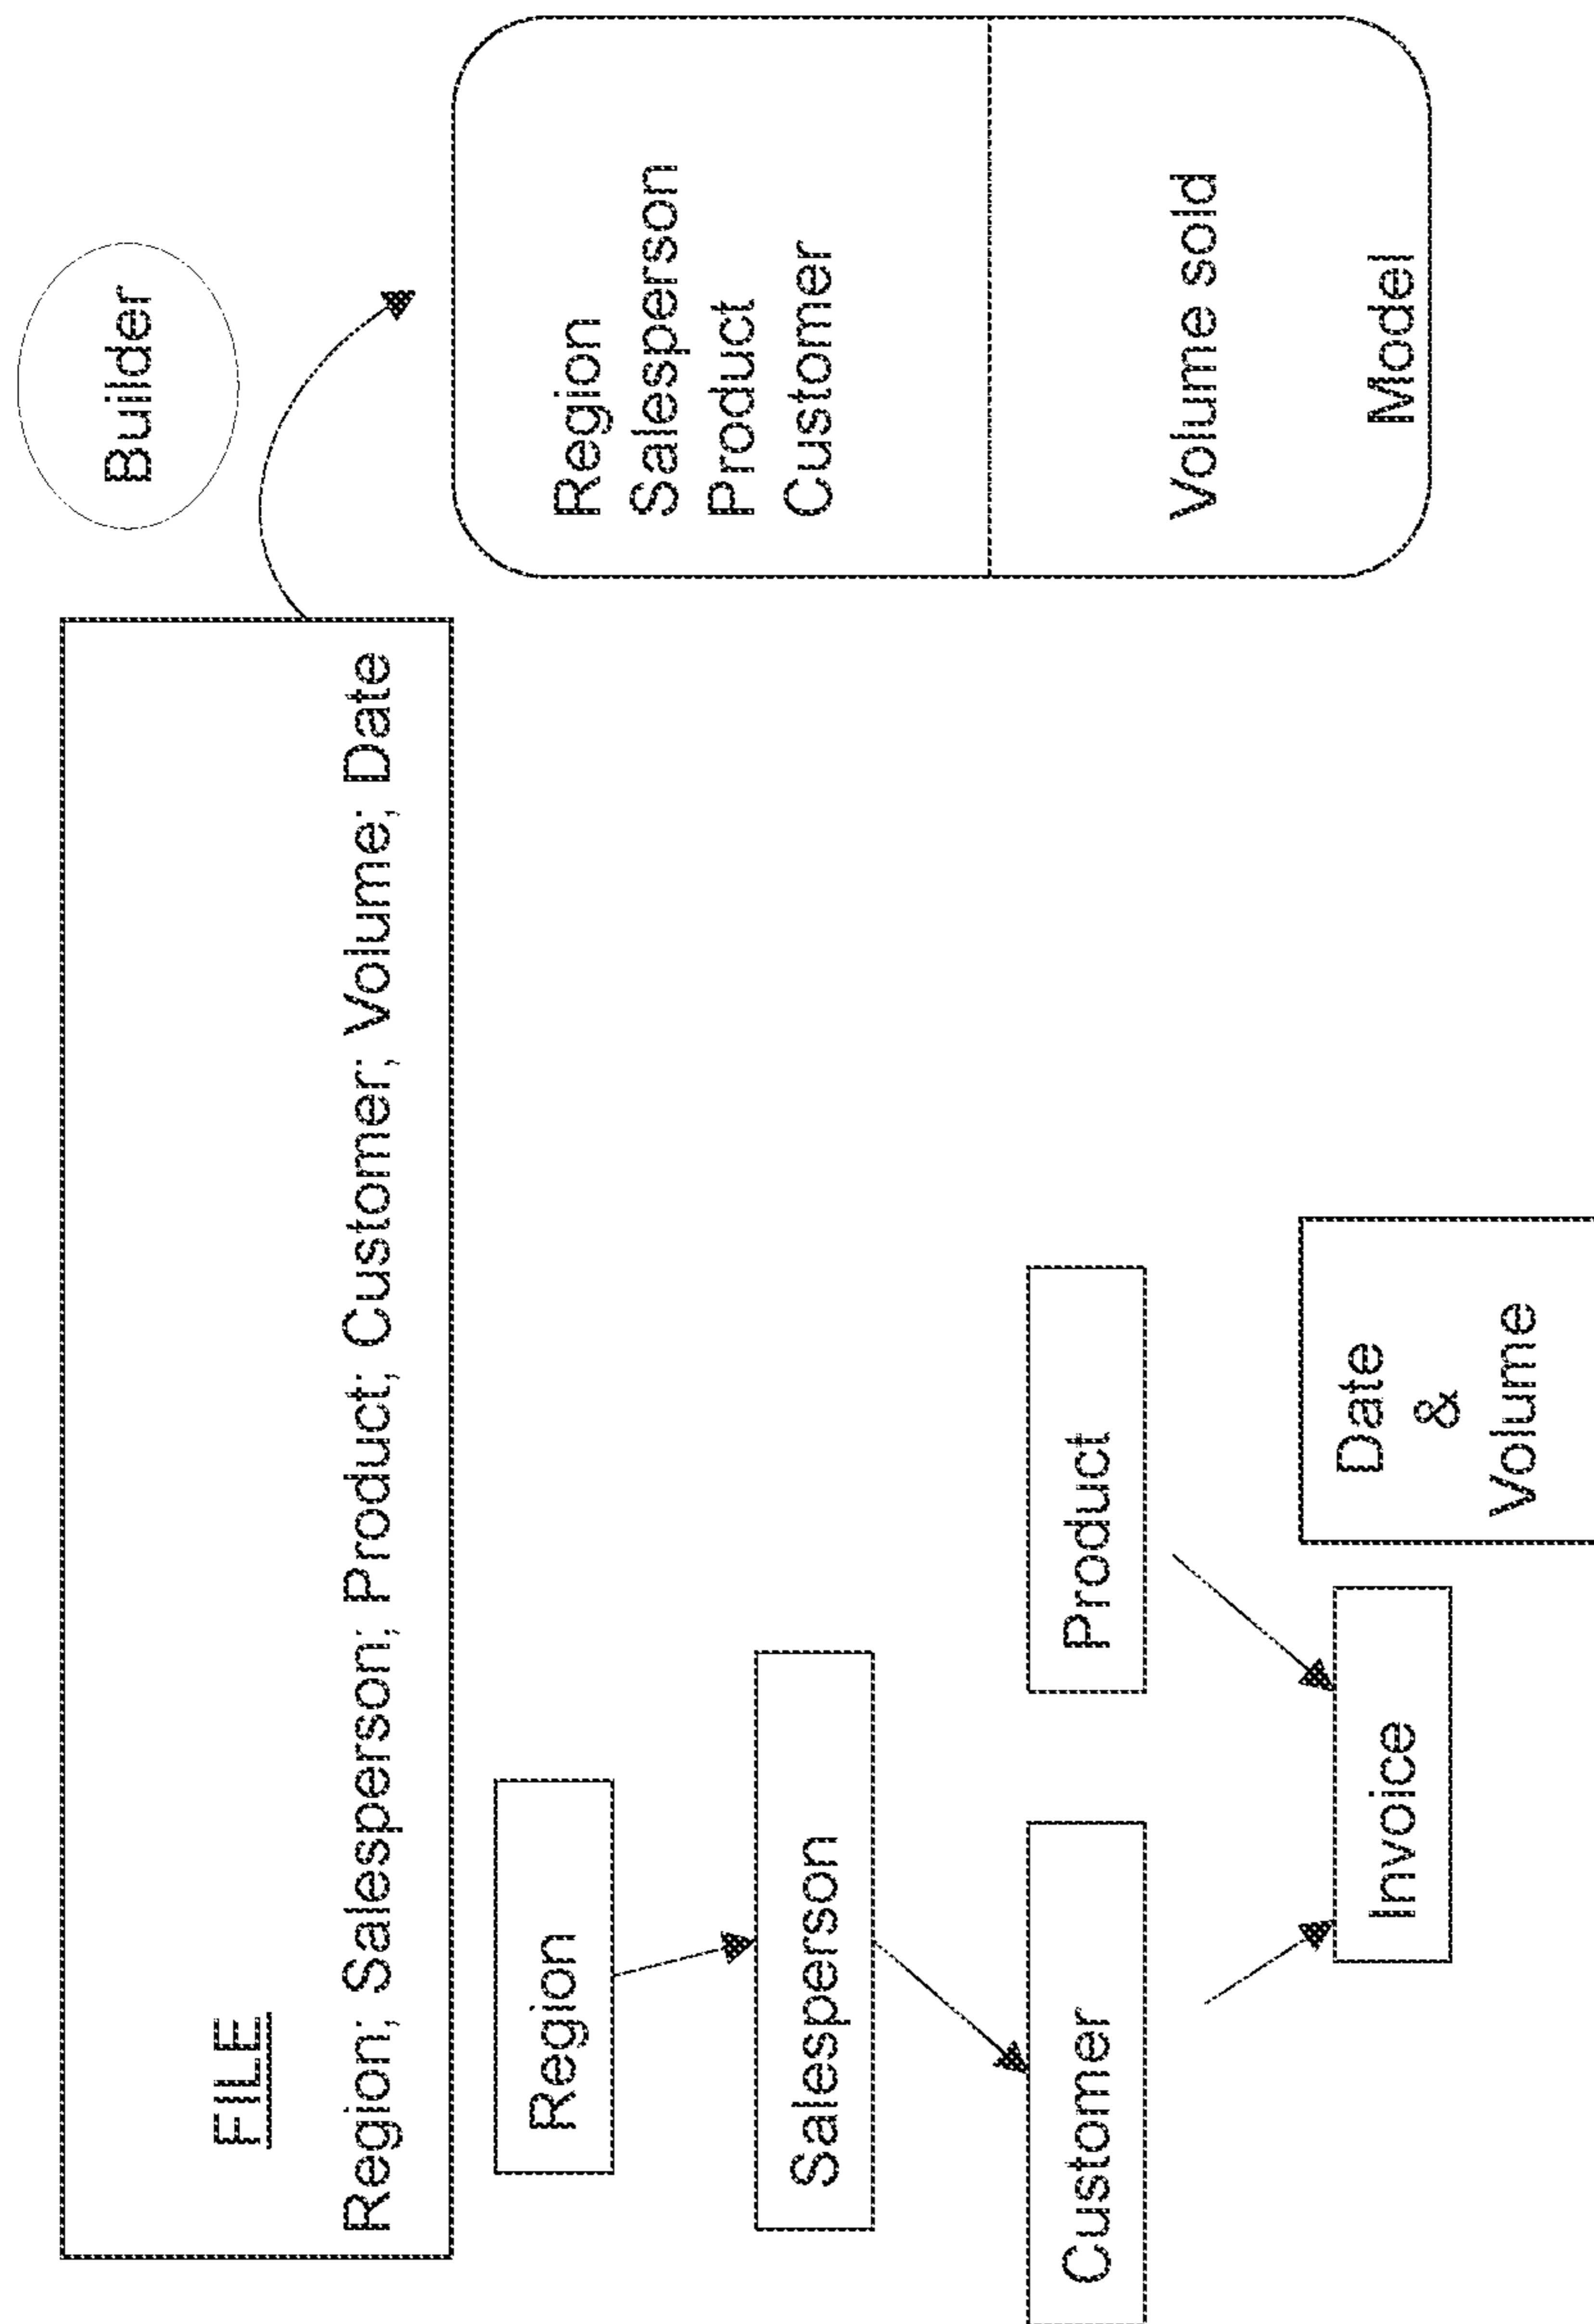 FILE
Region; Salesperson; Product; Customer; Volume; Date
Builder
Region
Salesperson
Product
Customer
Volume sold
Model
Region
Salesperson
Customer
Product
Invoice
Date
&
Volume